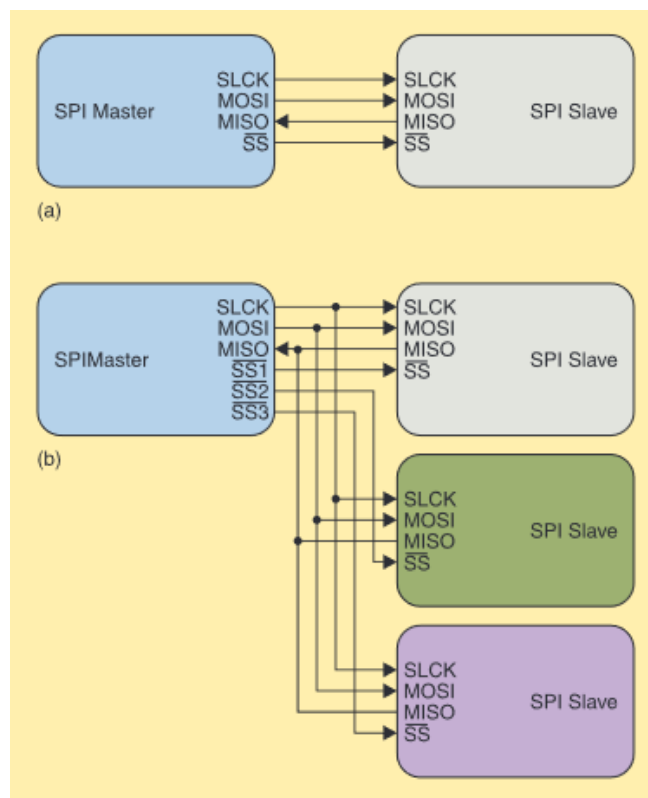 SPI Master
SLCK
MOSI
MISO
SS
SLCK
MOSI
MISO
SS
SPI Slave
(a)
SPIMaster
SLCK
MOSI
MISO
SS1
SS2
SS3
SLCK
MOSI
MISO
SS
SPI Slave
(b)
SLCK
MOSI
MISO
SS
SPI Slave
SLCK
MOSI
MISO
SS
SPI Slave